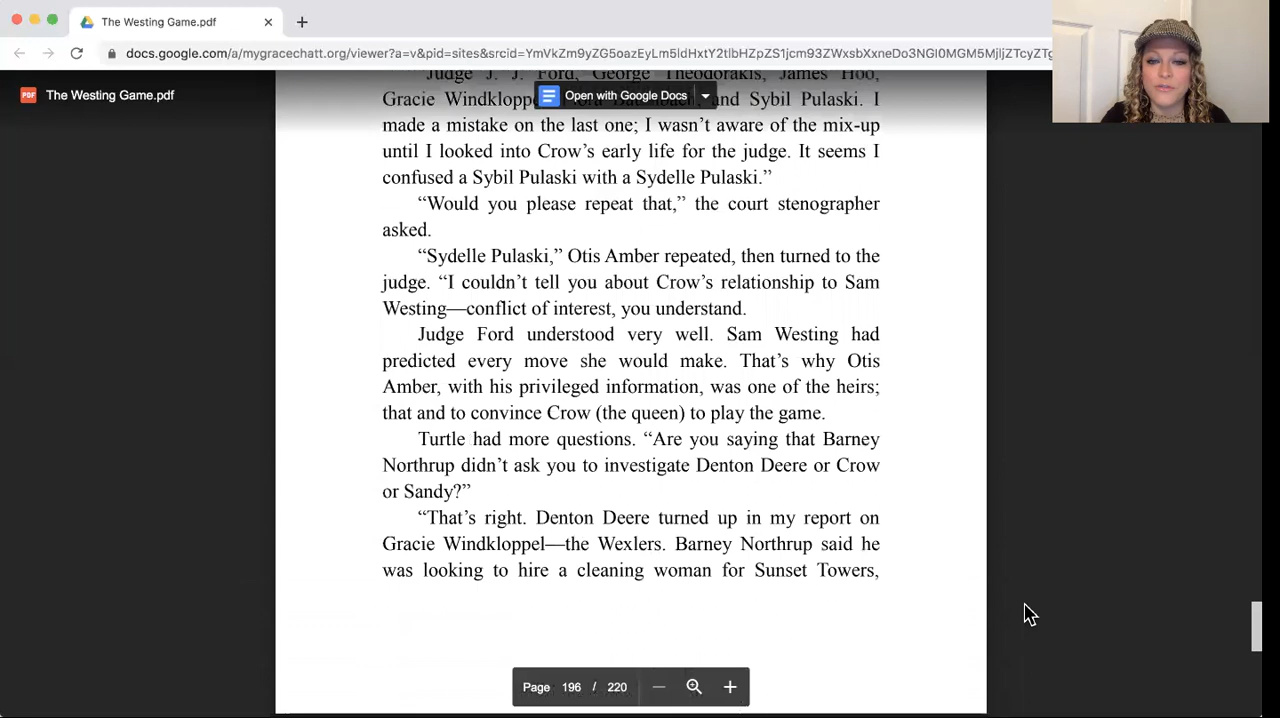 The Westing Game.pdf
docs.google.com/a/mygracechatt.org/viewer?a=v&pid=sites&srcid=
The Westing Game.pdf
Open with Google Docs
"Judge J. J. Ford, George Theodorakis, James Hoo,
Gracie Windkloppe and Sybil Pulaski. I
made a mistake on the last one; I wasn't aware of the mix-up
until I looked into Crow's early life for the judge. It seems I
confused a Sybil Pulaski with a Sydelle Pulaski."
"Would you please repeat that," the court stenographer
asked.
"Sydelle Pulaski," Otis Amber repeated, then turned to the
judge. "I couldn't tell you about Crow's relationship to Sam
Westing—conflict of interest, you understand.
Judge Ford understood very well. Sam Westing had
predicted every move she would make. That's why Otis
Amber, with his privileged information, was one of the heirs;
that and to convince Crow (the queen) to play the game.
Turtle had more questions. "Are you saying that Barney
Northrup didn't ask you to investigate Denton Deere or Crow
or Sandy?"
"That's right. Denton Deere turned up in my report on
Gracie Windkloppel—the Wexlers. Barney Northrup said he
was looking to hire a cleaning woman for Sunset Towers,
Page 196 / 220